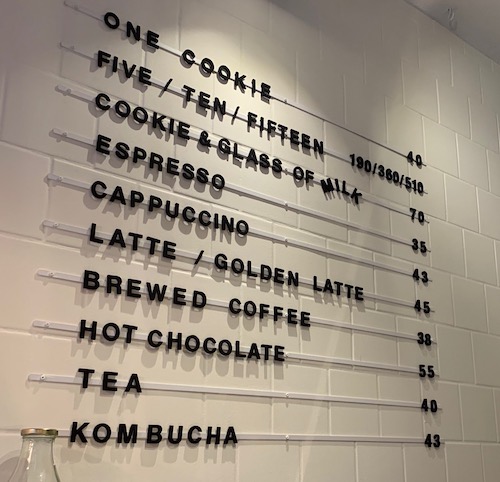 ONE COOKIE 40
FIVE / TEN / FIFTEEN 190/360/510
COOKIE & GLASS OF MILK 70
ESPRESSO 35
CAPPUCCINO 43
LATTE / GOLDEN LATTE 45
BREWED COFFEE 38
HOT CHOCOLATE 55
TEA 40
KOMBUCHA 43